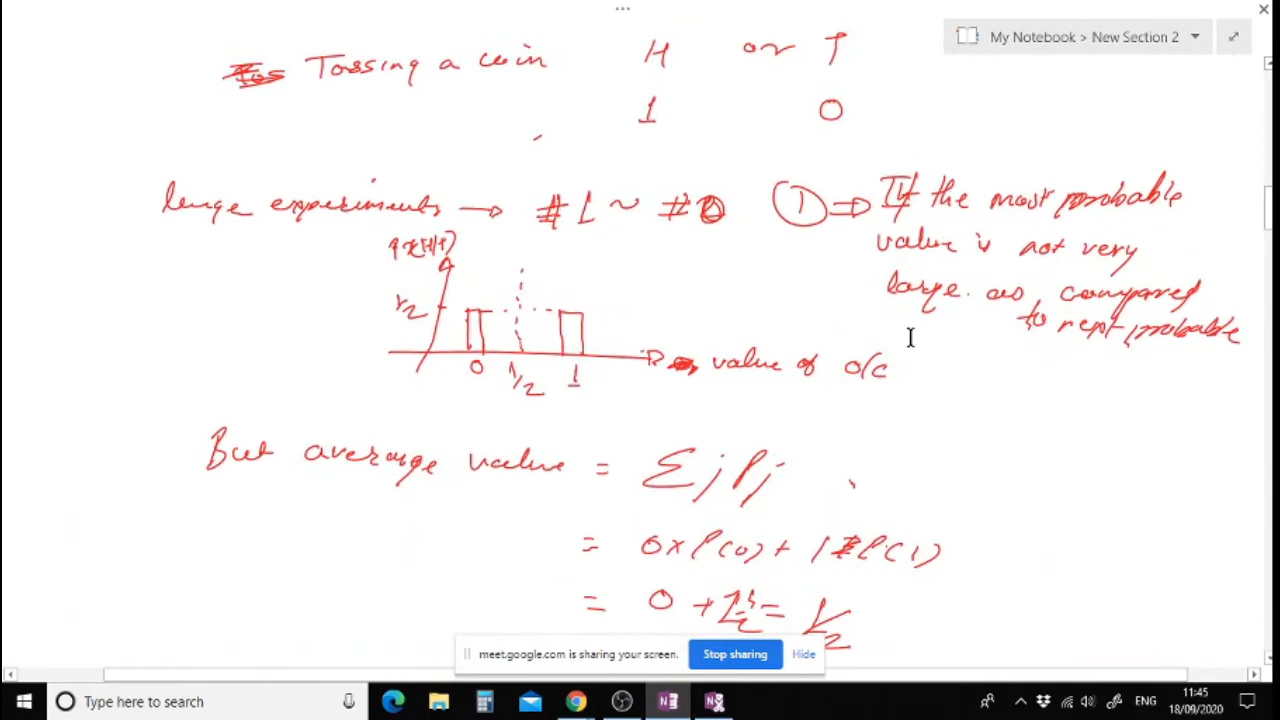 My Notebook > New Section 2
Tossing a coin H or T
1 0
large experiments → #1 ~ #0 ① ⇒ If the most probable
value is not very
large as compared
to next probable
1/2
0 1/2 1 value of o/c
But average value = Σ j Pj
= 0xP(0) + 1 P(1)
= 0 + 1·1/2 = 1/2
meet.google.com is sharing your screen. Stop sharing Hide
Type here to search
ENG
11:45
18/09/2020